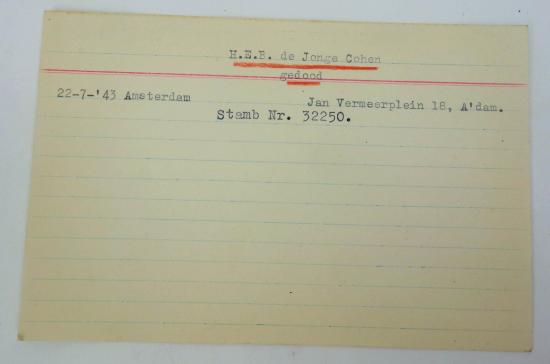 H.E.B. de Jonge Cohen
gedood
22-7-'43 Amsterdam Jan Vermeerplein 18, A'dam.
Stamb Nr. 32250.